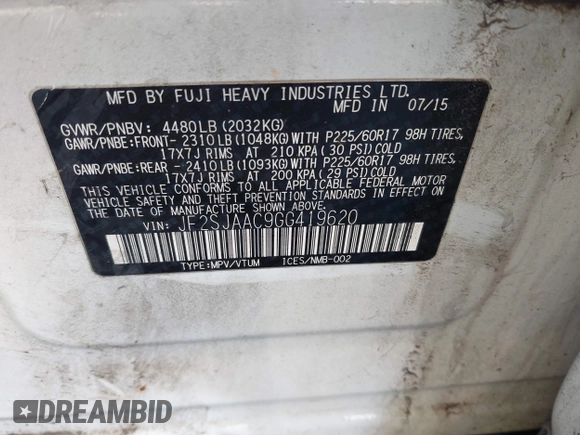 MFD BY FUJI HEAVY INDUSTRIES LTD.
MFD IN 07/15
GVWR/PNBV: 4480LB(2032KG)
GAWR/PNBE:FRONT-2310LB(1048KG)WITH P225/60R17 98H TIRES,
17X7J RIMS AT 210 KPA(30 PSI)COLD
GAWR/PNBE:REAR -2410LB(1093KG)WITH P225/60R17 98H TIRES,
17X7J RIMS AT 200 KPA(29 PSI)COLD
THIS VEHICLE CONFORMS TO ALL APPLICABLE FEDERAL MOTOR
VEHICLE SAFETY AND THEFT PREVENTION STANDARDS IN EFFECT
ON THE DATE OF MANUFACTURE SHOWN ABOVE.
VIN: JF2SJAAC9GG419620
TYPE:MPV/VTUM ICES/NMB-002
DREAMBID